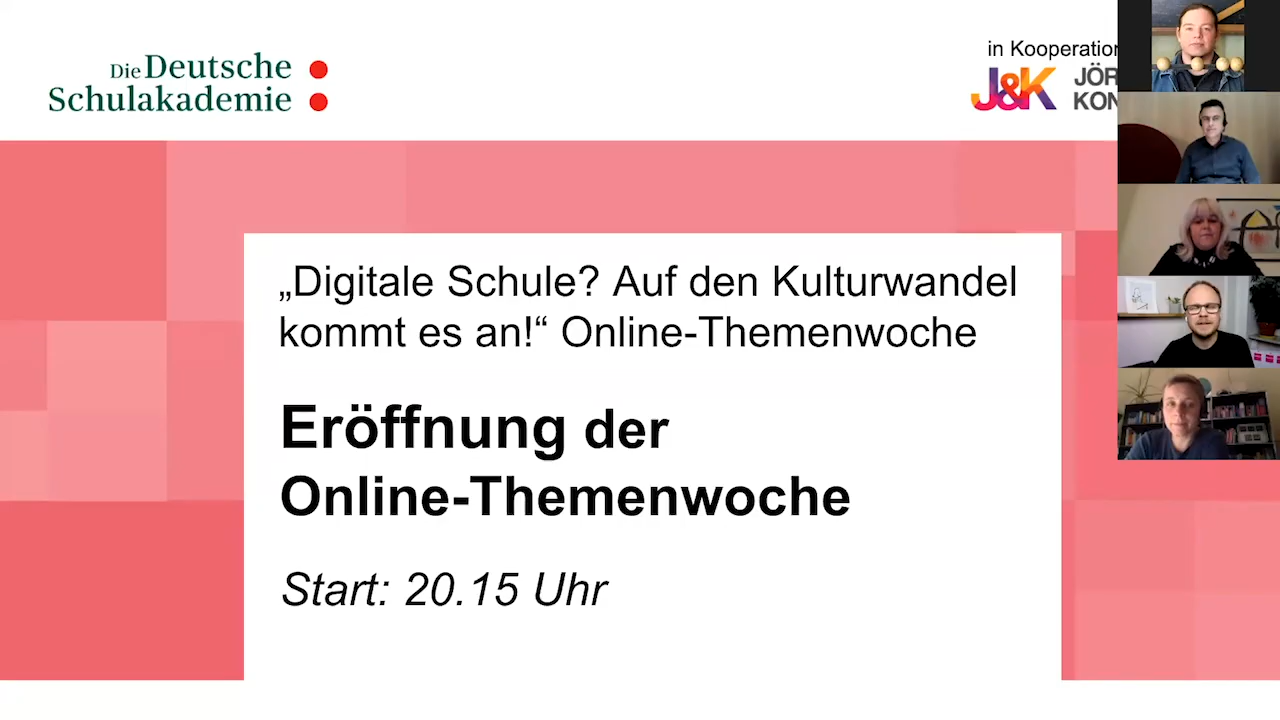 Die Deutsche
Schulakademie
in Kooperation
J&K
„Digitale Schule? Auf den Kulturwandel
kommt es an!“ Online-Themenwoche
Eröffnung der
Online-Themenwoche
Start: 20.15 Uhr